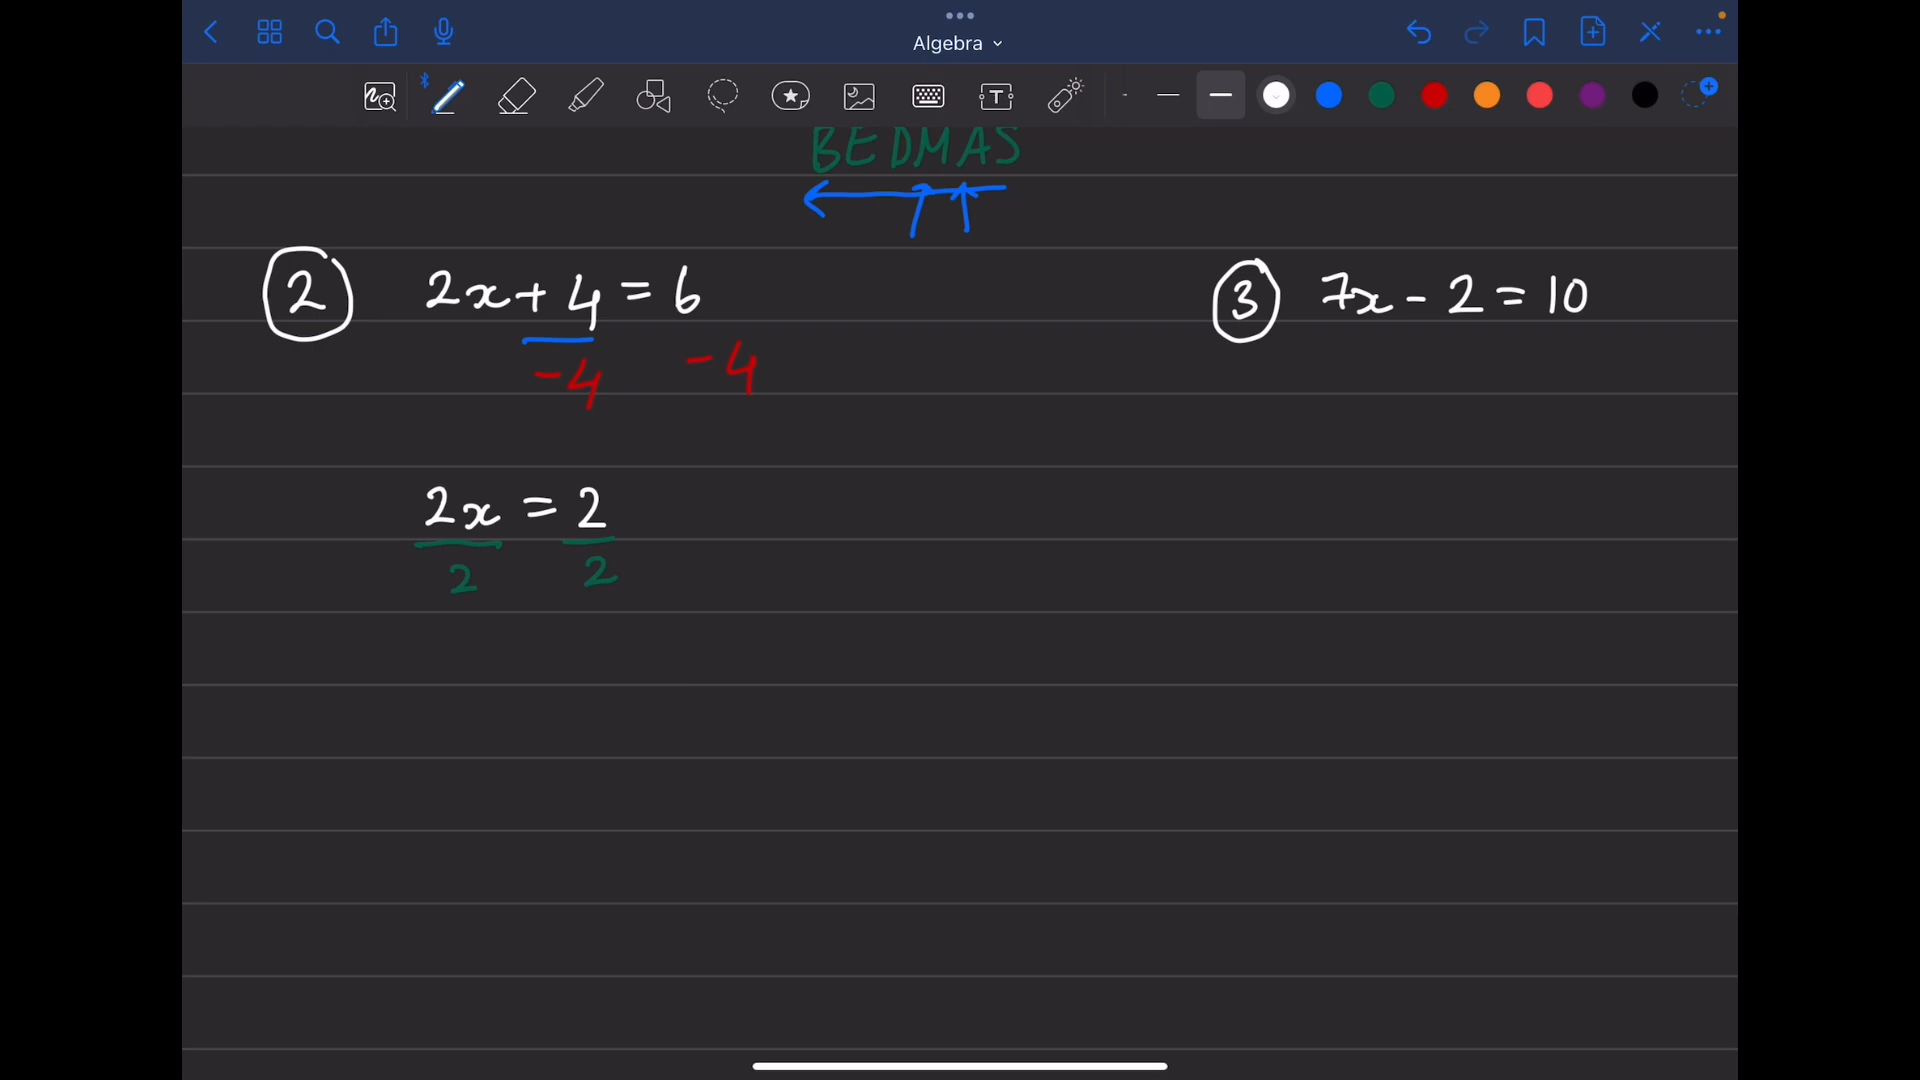 Algebra
T
BEDMAS
② 2x + 4 = 6
-4 -4
2x = 2
2 2
③ 7x - 2 = 10